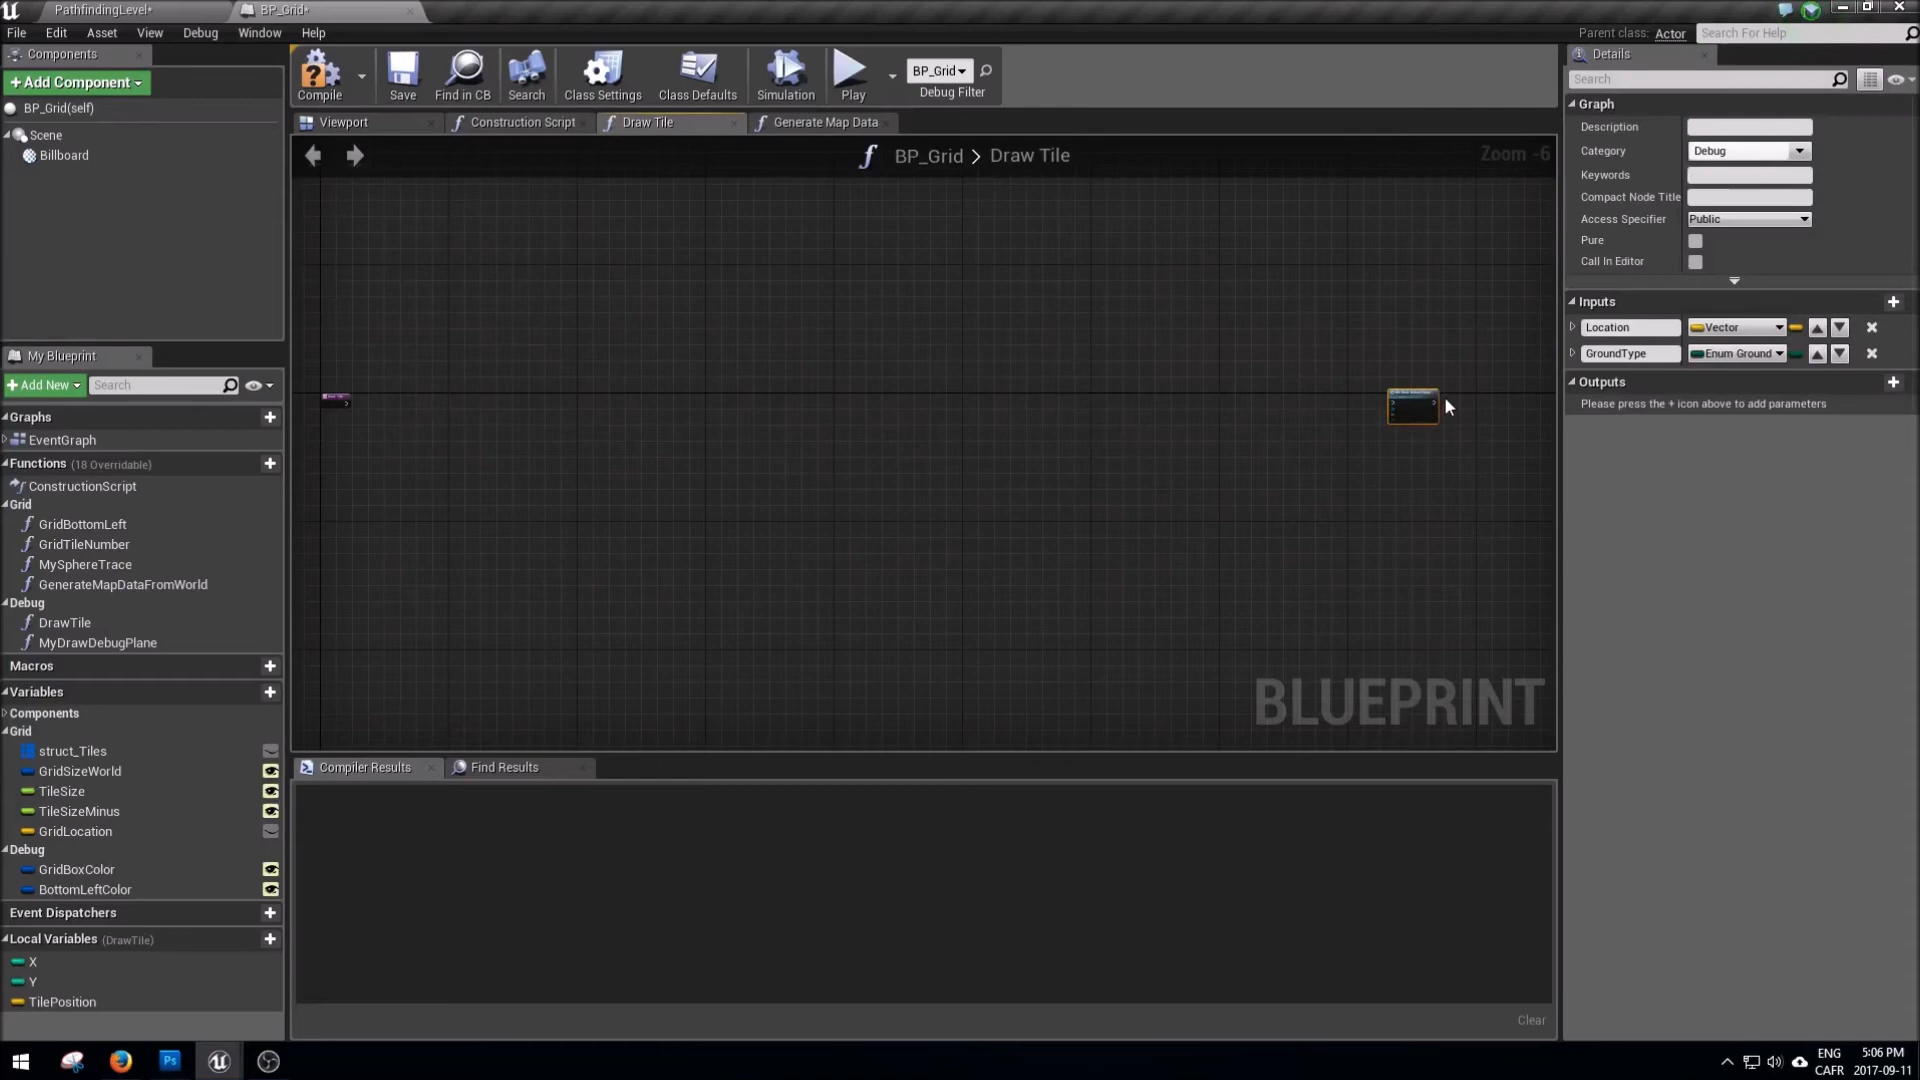 PathfindingLevel*
BP_Grid*
File Edit Asset View Debug Window Help
Parent class: Actor
Search For Help
Components
+Add Component
BP_Grid(self)
Scene
Billboard
Compile
Save
Find in CB
Search
Class Settings
Class Defaults
Simulation
Play
BP_Grid
Debug Filter
Viewport
Construction Script
Draw Tile
Generate Map Data
BP_Grid > Draw Tile
Zoom -6
BLUEPRINT
My Blueprint
+Add New
Search
Graphs
EventGraph
Functions (18 Overridable)
ConstructionScript
Grid
GridBottomLeft
GridTileNumber
MySphereTrace
GenerateMapDataFromWorld
Debug
DrawTile
MyDrawDebugPlane
Macros
Variables
Components
Grid
struct_Tiles
GridSizeWorld
TileSize
TileSizeMinus
GridLocation
Debug
GridBoxColor
BottomLeftColor
Event Dispatchers
Local Variables (DrawTile)
X
Y
TilePosition
Compiler Results
Find Results
Clear
Details
Search
Graph
Description
Category Debug
Keywords
Compact Node Title
Access Specifier Public
Pure
Call In Editor
Inputs
Location Vector
GroundType Enum Ground
Outputs
Please press the + icon above to add parameters
Ps
ENG
CAFR
5:06 PM
2017-09-11